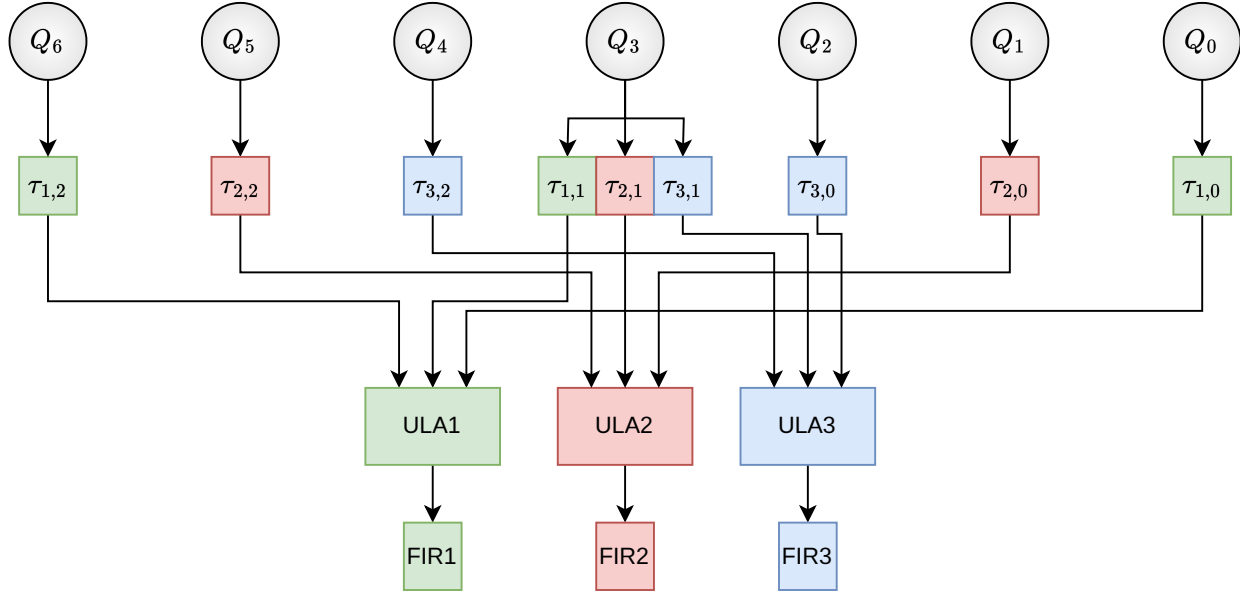 Q₆ Q₅ Q₄ Q₃ Q₂ Q₁ Q₀
τ₁,₂ τ₂,₂ τ₃,₂ τ₁,₁ τ₂,₁ τ₃,₁ τ₃,₀ τ₂,₀ τ₁,₀
ULA1 ULA2 ULA3
FIR1 FIR2 FIR3